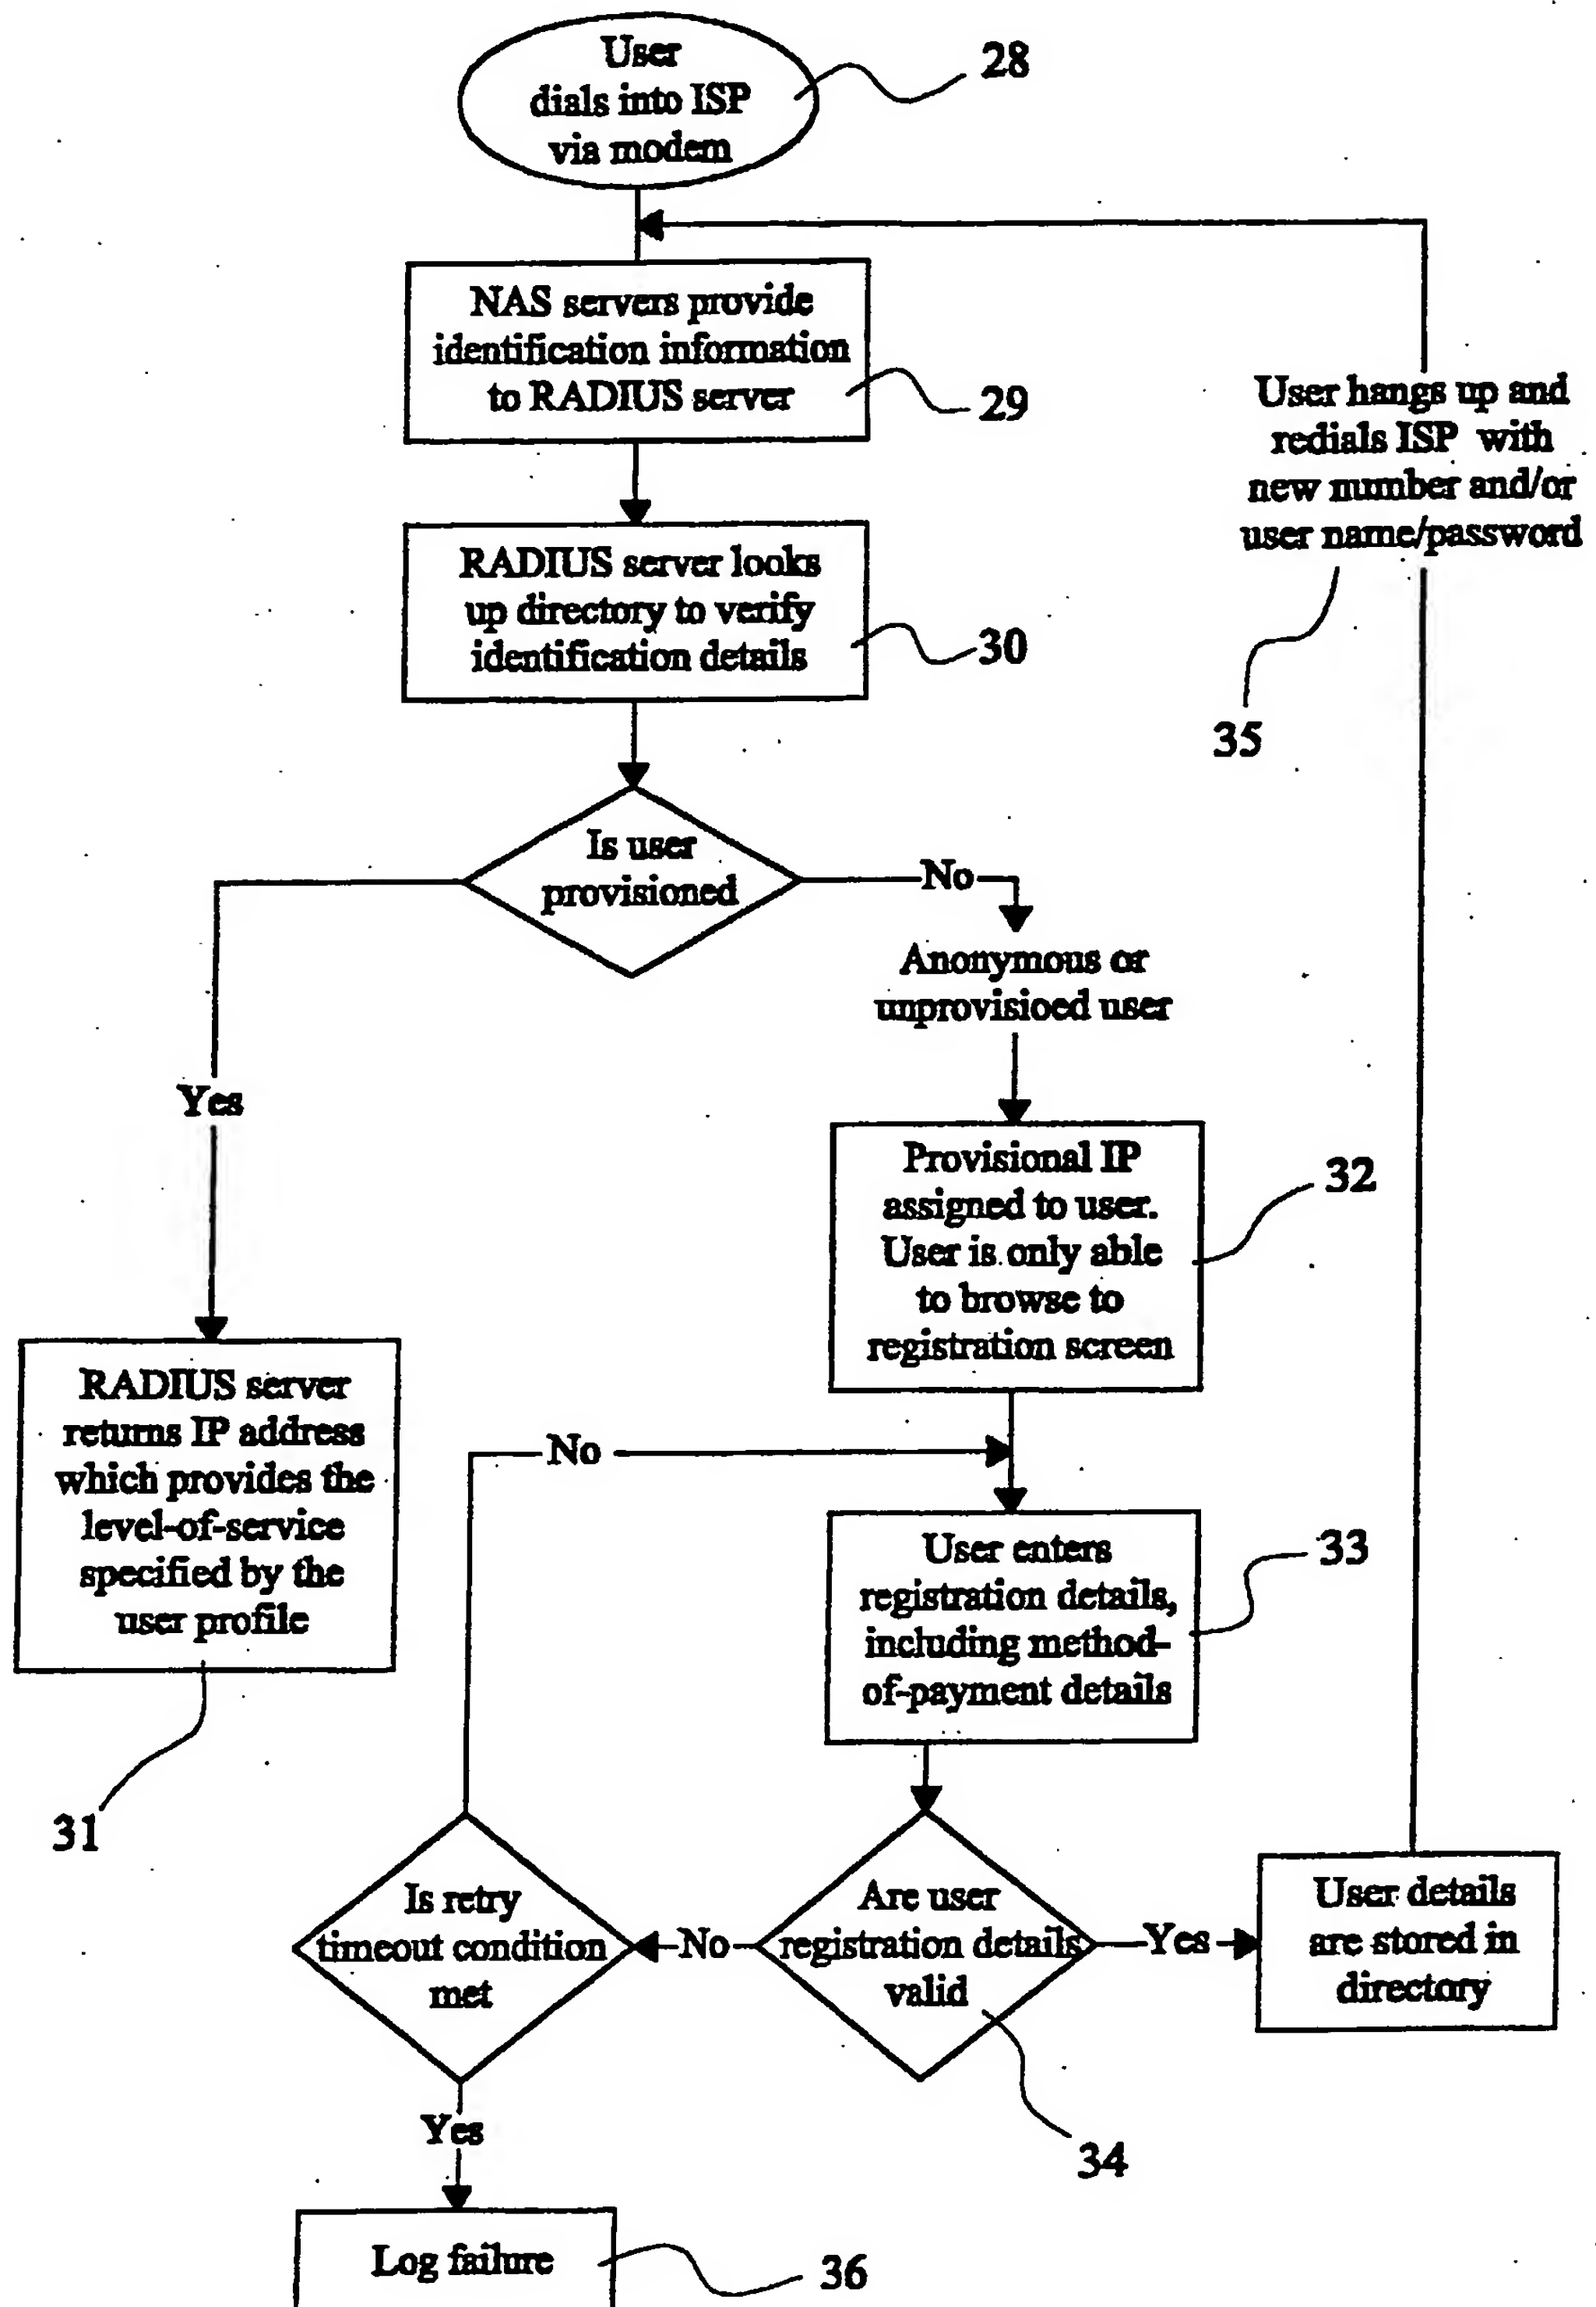 User
dials into ISP
via modem
28
NAS servers provide
identification information
to RADIUS server
29
User hangs up and
redials ISP with
new number and/or
user name/password
35
RADIUS server looks
up directory to verify
identification details
30
Is user
provisioned
No
Anonymous or
unprovisioed user
Yes
Provisional IP
assigned to user.
User is only able
to browse to
registration screen
32
RADIUS server
returns IP address
which provides the
level-of-service
specified by the
user profile
31
No
User enters
registration details,
including method-
of-payment details
33
Is retry
timeout condition
met
No
Are user
registration details
valid
34
Yes
User details
are stored in
directory
Yes
Log failure
36